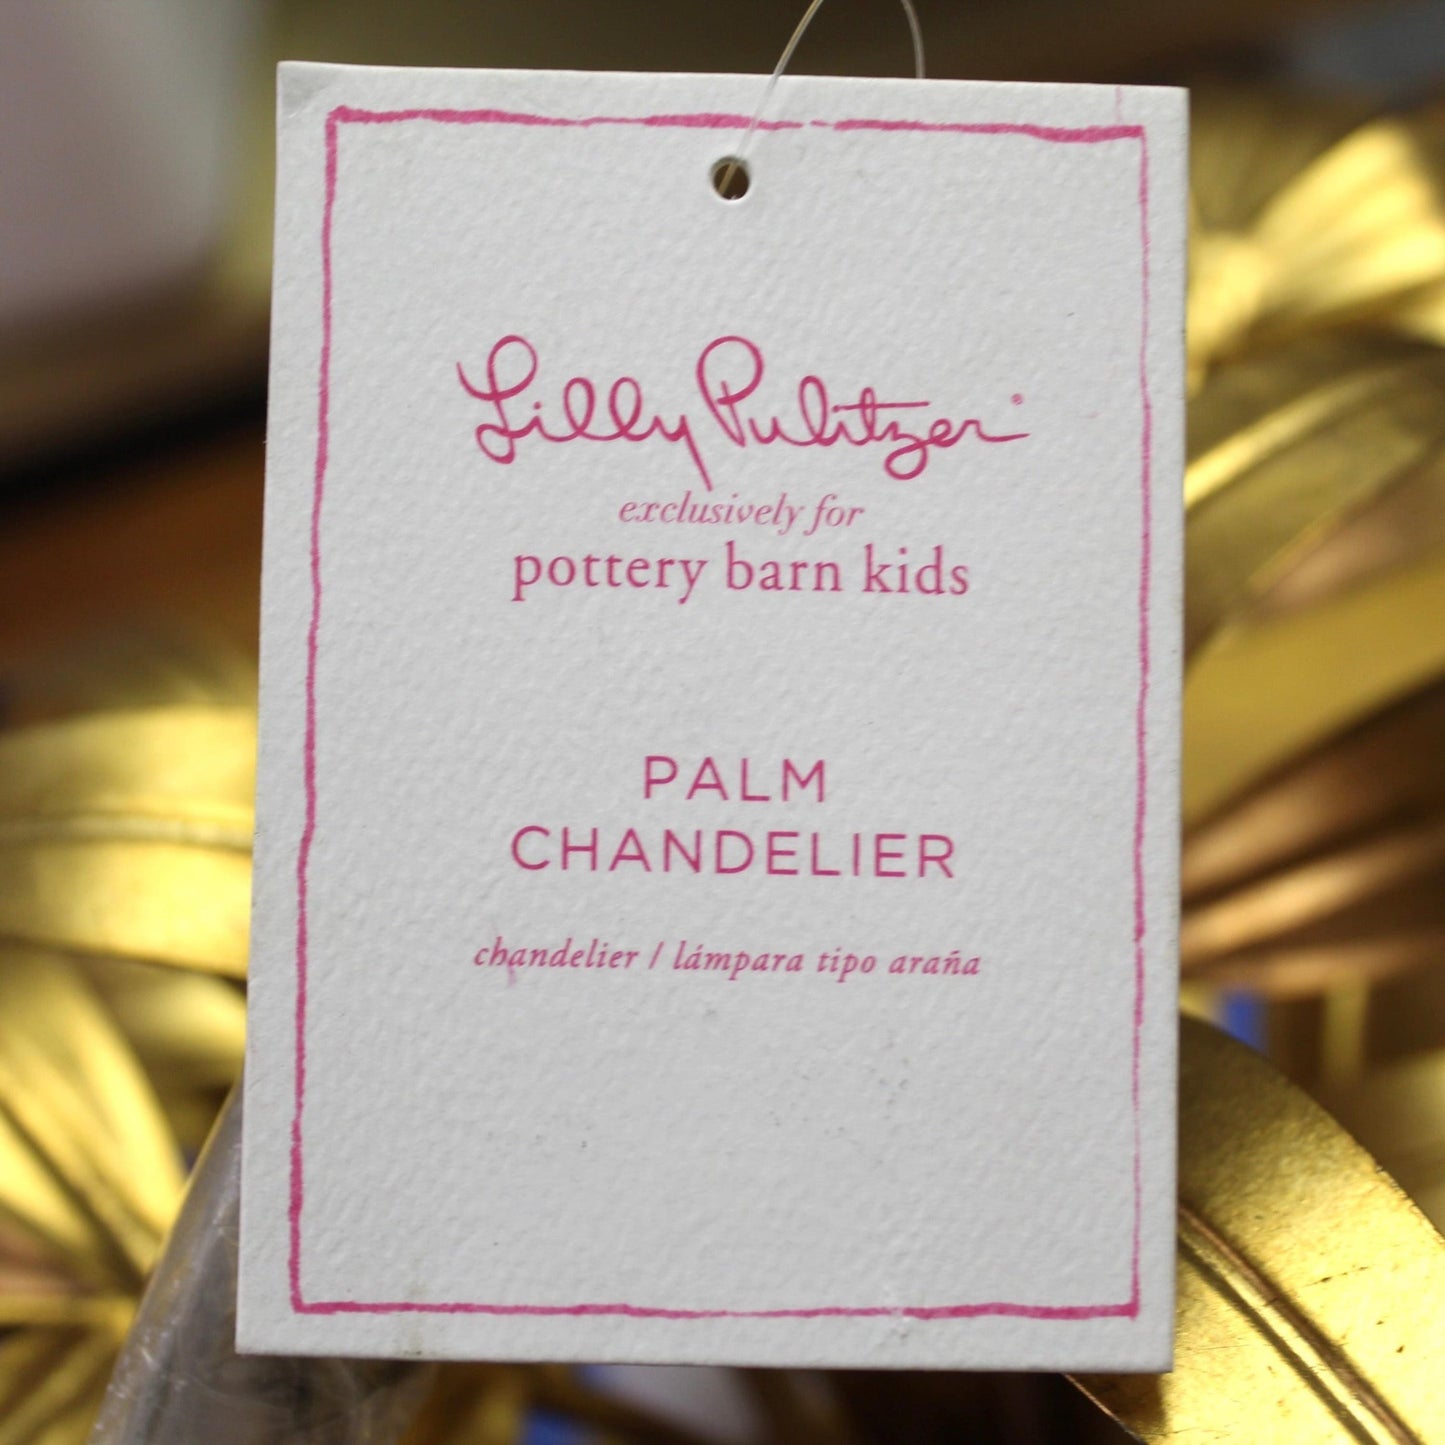 Lilly Pulitzer
exclusively for
pottery barn kids
PALM
CHANDELIER
chandelier / lámpara tipo araña